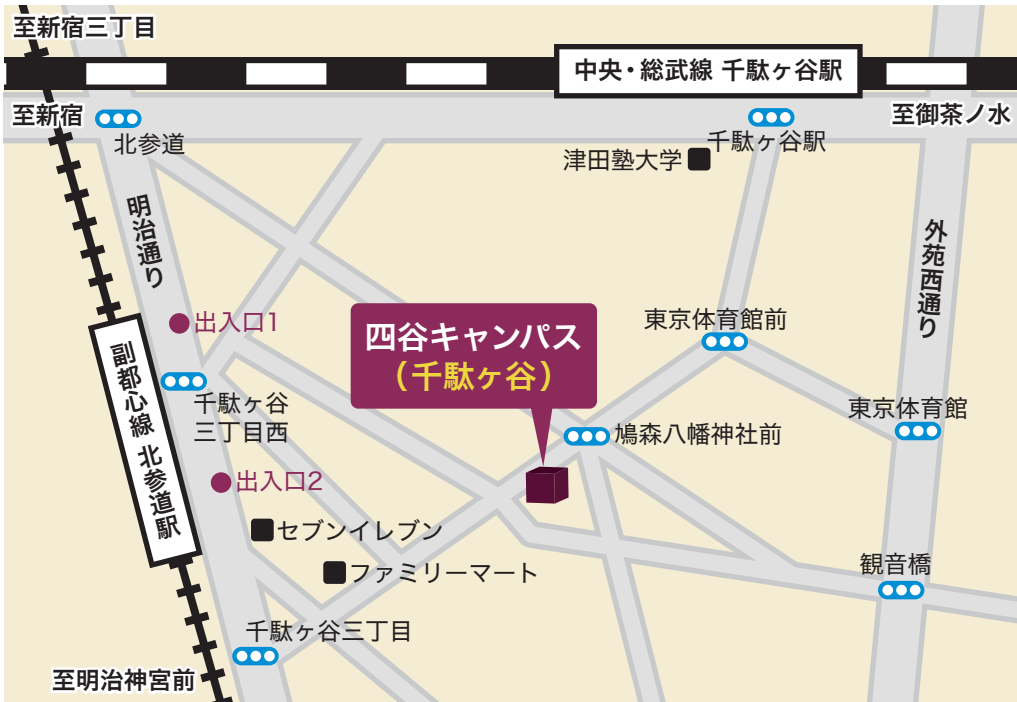 至新宿三丁目
中央・総武線 千駄ヶ谷駅
至新宿
至御茶ノ水
北参道
千駄ヶ谷駅
津田塾大学
明治通り
外苑西通り
出入口1
四谷キャンパス
（千駄ヶ谷）
東京体育館前
副都心線 北参道駅
千駄ヶ谷
三丁目西
東京体育館
鳩森八幡神社前
出入口2
セブンイレブン
ファミリーマート
観音橋
千駄ヶ谷三丁目
至明治神宮前